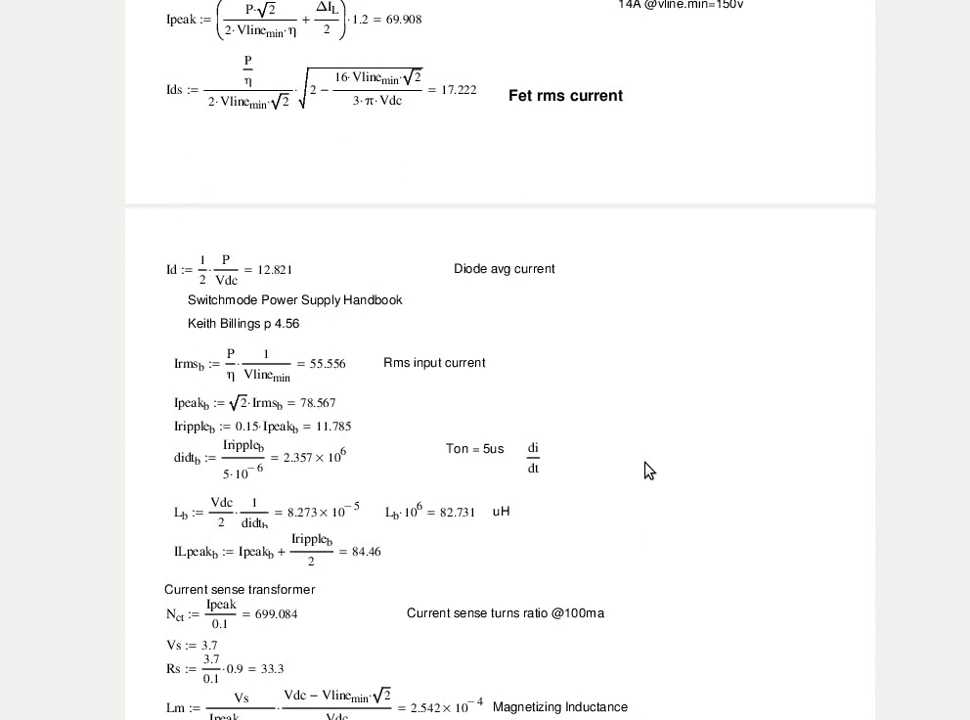 14A @vline.min=150v
Ipeak := (P·√2 / (2·Vline_min·η) + ΔI_L / 2)·1.2 = 69.908
Ids := (P/η) / (2·Vline_min·√2) · √(2 − 16·Vline_min·√2 / (3·π·Vdc)) = 17.222 Fet rms current
Id := 1/2 · P/Vdc = 12.821 Diode avg current
Switchmode Power Supply Handbook
Keith Billings p 4.56
Irms_b := P/η · 1/Vline_min = 55.556 Rms input current
Ipeak_b := √2·Irms_b = 78.567
Iripple_b := 0.15·Ipeak_b = 11.785
didt_b := Iripple_b / 5·10^−6 = 2.357 × 10^6 Ton = 5us di/dt
L_b := Vdc/2 · 1/didt_b = 8.273 × 10^−5 L_b·10^6 = 82.731 uH
ILpeak_b := Ipeak_b + Iripple_b / 2 = 84.46
Current sense transformer
N_ct := Ipeak / 0.1 = 699.084 Current sense turns ratio @100ma
Vs := 3.7
Rs := 3.7 / 0.1 · 0.9 = 33.3
Lm := Vs / Ipeak · (Vdc − Vline_min·√2) / Vdc = 2.542 × 10^−4 Magnetizing Inductance